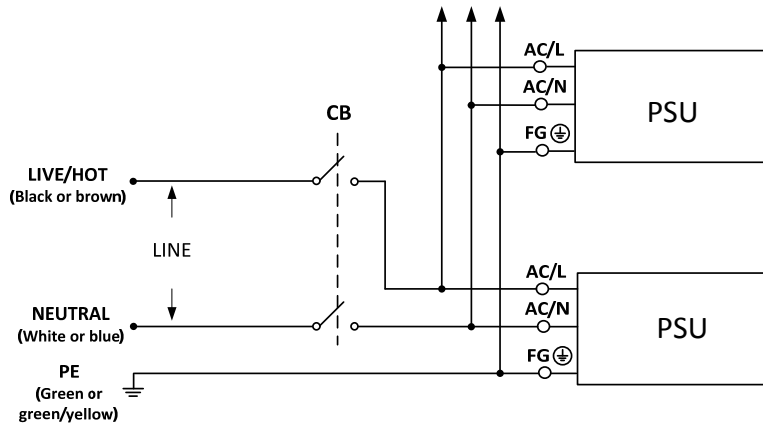 AC/L
AC/N
PSU
CB
FG
LIVE/HOT
(Black or brown)
LINE
AC/L
NEUTRAL
AC/N
(White or blue)
PSU
FG
PE
(Green or
green/yellow)